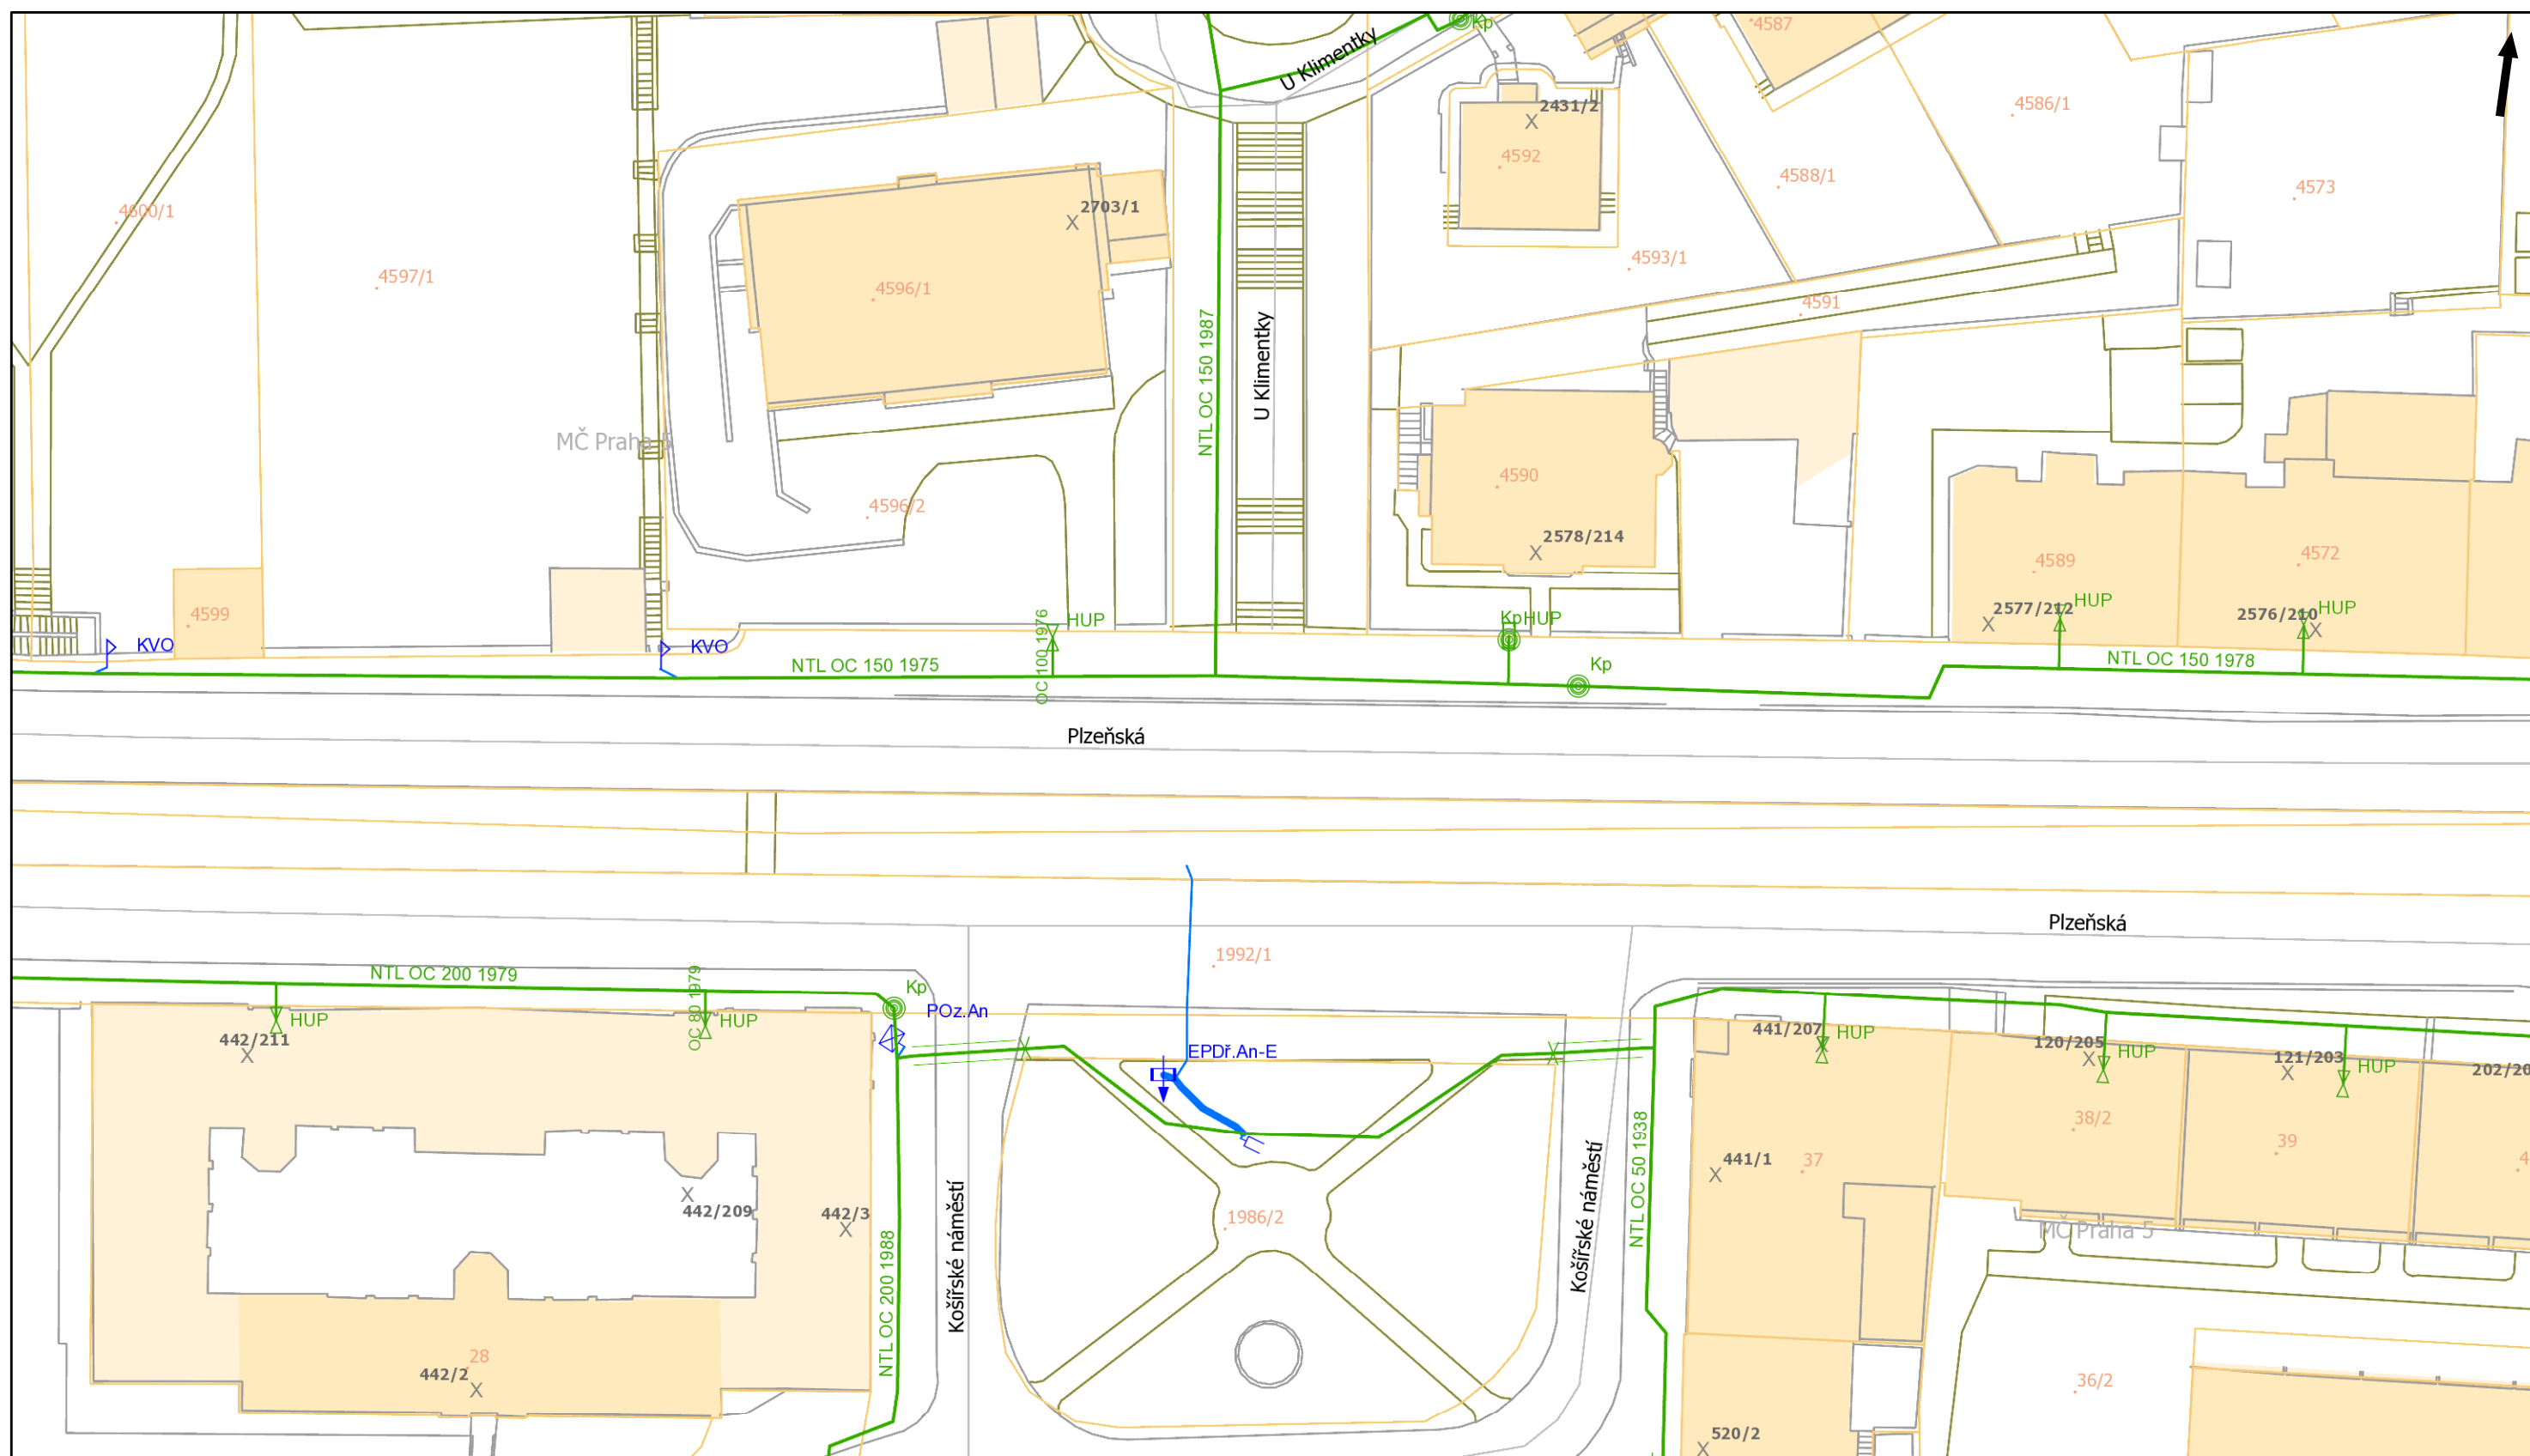 Kp
4587
U Klimentky
2431/2
4586/1
4592
4588/1
4573
4600/1
2703/1
4593/1
4597/1
4596/1
4591
NTL OC 150 1987
U Klimentky
MČ Praha 5
4590
4596/2
2578/214
4589
4572
4599
OC 100 1976
HUP
KpHUP
2577/212
HUP
2576/210
HUP
KVO
KVO
NTL OC 150 1975
Kp
NTL OC 150 1978
Plzeňská
Plzeňská
1992/1
NTL OC 200 1979
OC 80 1979
Kp
POz.An
HUP
HUP
442/211
EPDř.An-E
441/207
HUP
120/205
HUP
121/203
HUP
202/20
38/2
39
4
441/1
37
442/209
442/3
1986/2
MČ Praha 5
NTL OC 200 1988
Košířské náměstí
Košířské náměstí
NTL OC 50 1938
28
442/2
36/2
520/2